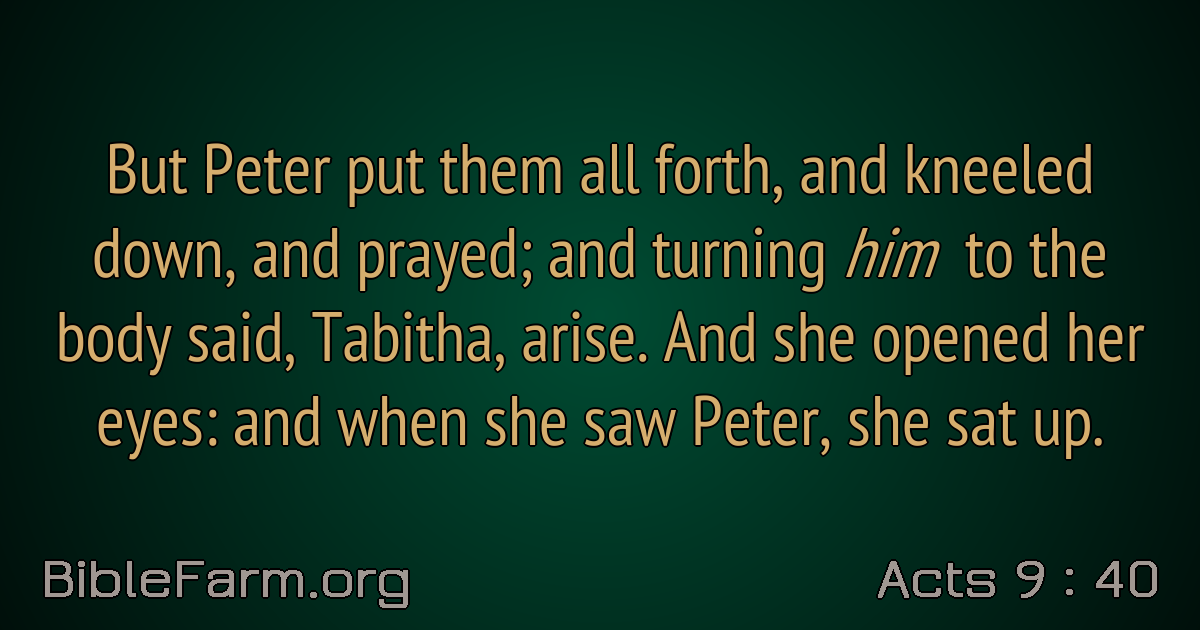 But Peter put them all forth, and kneeled
down, and prayed; and turning him to the
body said, Tabitha, arise. And she opened her
eyes: and when she saw Peter, she sat up.
BibleFarm.org
Acts 9 : 40